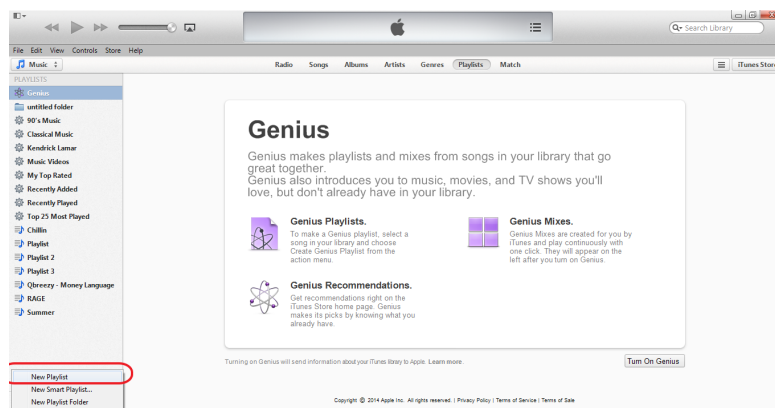 Search Library
File Edit View Controls Store Help
Music
Radio Songs Albums Artists Genres Playlists Match
iTunes Store
PLAYLISTS
Genius
untitled folder
90's Music
Classical Music
Kendrick Lamar
Music Videos
My Top Rated
Recently Added
Recently Played
Top 25 Most Played
Chillin
Playlist
Playlist 2
Playlist 3
Qbreezy - Money Language
RAGE
Summer
New Playlist
New Smart Playlist...
New Playlist Folder
Genius
Genius makes playlists and mixes from songs in your library that go
great together.
Genius also introduces you to music, movies, and TV shows you'll
love, but don't already have in your library.
Genius Playlists.
To make a Genius playlist, select a
song in your library and choose
Create Genius Playlist from the
action menu.
Genius Mixes.
Genius Mixes are created for you by
iTunes and play continuously with
one click. They will appear on the
left after you turn on Genius.
Genius Recommendations.
Get recommendations right on the
iTunes Store home page. Genius
makes its picks by knowing what you
already have.
Turning on Genius will send information about your iTunes library to Apple. Learn more
Turn On Genius
Copyright © 2014 Apple Inc. All rights reserved. | Privacy Policy | Terms of Service | Terms of Sale